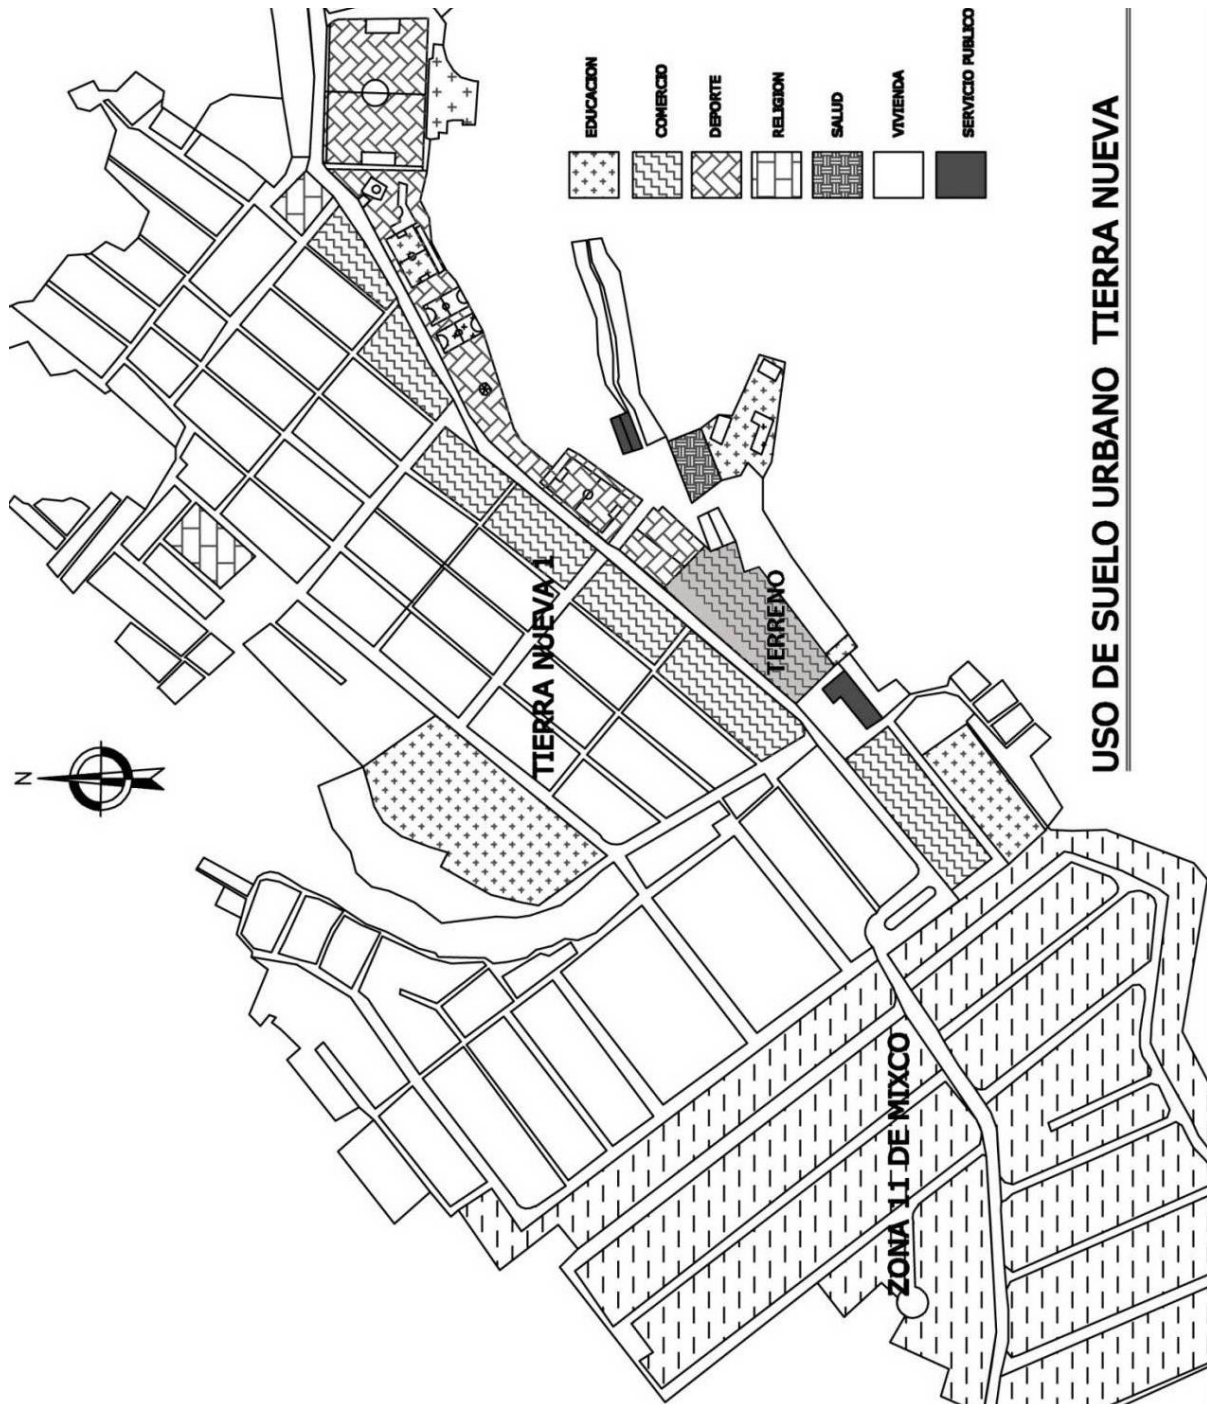 EDUCACION
COMERCIO
DEPORTE
RELIGION
SALUD
VIVIENDA
SERVICIO PUBLICO
USO DE SUELO URBANO TIERRA NUEVA
TIERRA NUEVA 1
TERRENO
ZONA 11 DE MIXCO
N